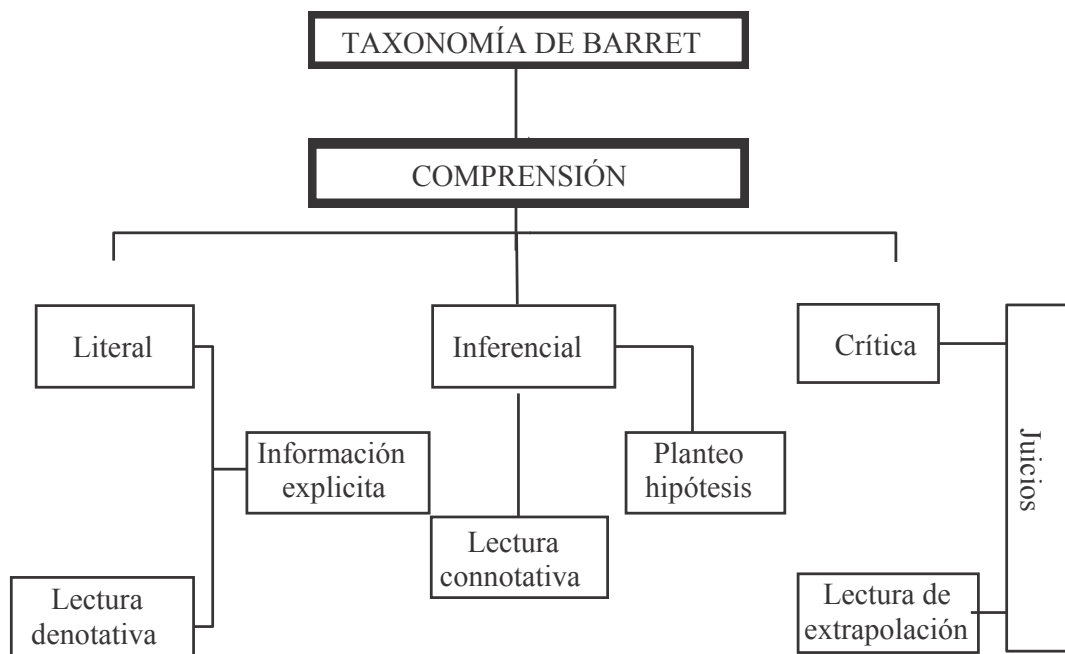 TAXONOMÍA DE BARRET
COMPRENSIÓN
Literal
Inferencial
Crítica
Información
explicita
Planteo
hipótesis
Juicios
Lectura
connotativa
Lectura
denotativa
Lectura de
extrapolación